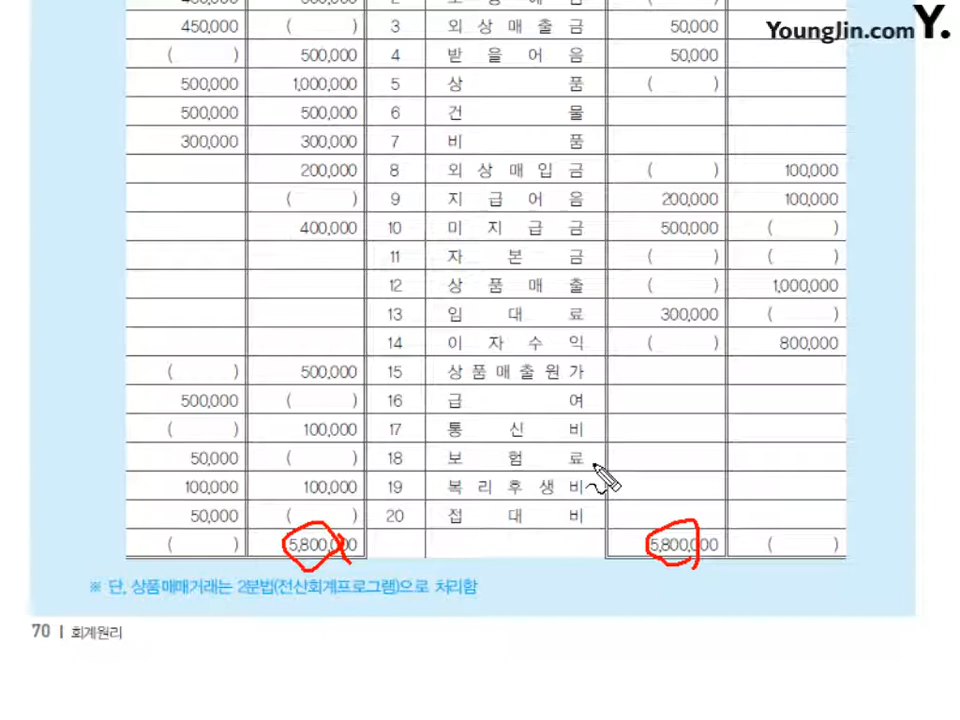 YoungJin.com Y.
450,000 ( ) 3 외 상 매 출 금 50,000
( ) 500,000 4 받 을 어 음 50,000
500,000 1,000,000 5 상 품 ( )
500,000 500,000 6 건 물
300,000 300,000 7 비 품
200,000 8 외 상 매 입 금 ( ) 100,000
( ) 9 지 급 어 음 200,000 100,000
400,000 10 미 지 급 금 500,000 ( )
11 자 본 금 ( ) ( )
12 상 품 매 출 ( ) 1,000,000
13 임 대 료 300,000 ( )
14 이 자 수 익 ( ) 800,000
( ) 500,000 15 상 품 매 출 원 가
500,000 ( ) 16 급 여
( ) 100,000 17 통 신 비
50,000 ( ) 18 보 험 료
100,000 100,000 19 복 리 후 생 비
50,000 ( ) 20 접 대 비
( ) 5,800,000 5,800,000 ( )
※ 단, 상품매매거래는 2분법(전산회계프로그램)으로 처리함
70 | 회계원리